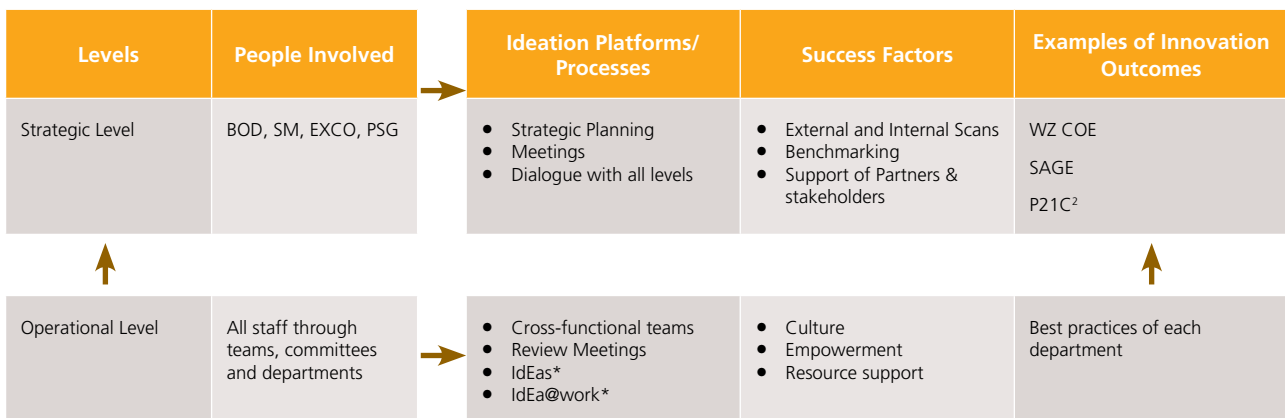 Levels
People Involved
Ideation Platforms/
Processes
Success Factors
Examples of Innovation
Outcomes
Strategic Level
BOD, SM, EXCO, PSG
• Strategic Planning
• Meetings
• Dialogue with all levels
• External and Internal Scans
• Benchmarking
• Support of Partners &
stakeholders
WZ COE
SAGE
P21C²
Operational Level
All staff through
teams, committees
and departments
• Cross-functional teams
• Review Meetings
• IdEas*
• IdEa@work*
• Culture
• Empowerment
• Resource support
Best practices of each
department